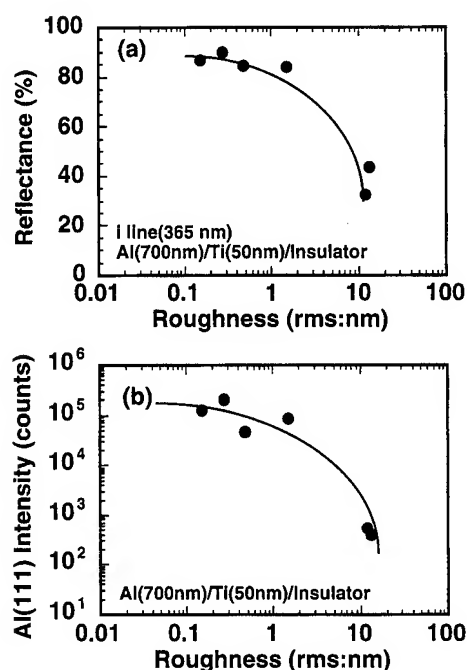 (a)
Reflectance (%)
100
80
60
40
20
0
i line(365 nm)
Al(700nm)/Ti(50nm)/Insulator
0.01 0.1 1 10 100
Roughness (rms:nm)
(b)
Al(111) Intensity (counts)
10^6
10^5
10^4
10^3
10^2
10^1
Al(700nm)/Ti(50nm)/Insulator
0.01 0.1 1 10 100
Roughness (rms:nm)